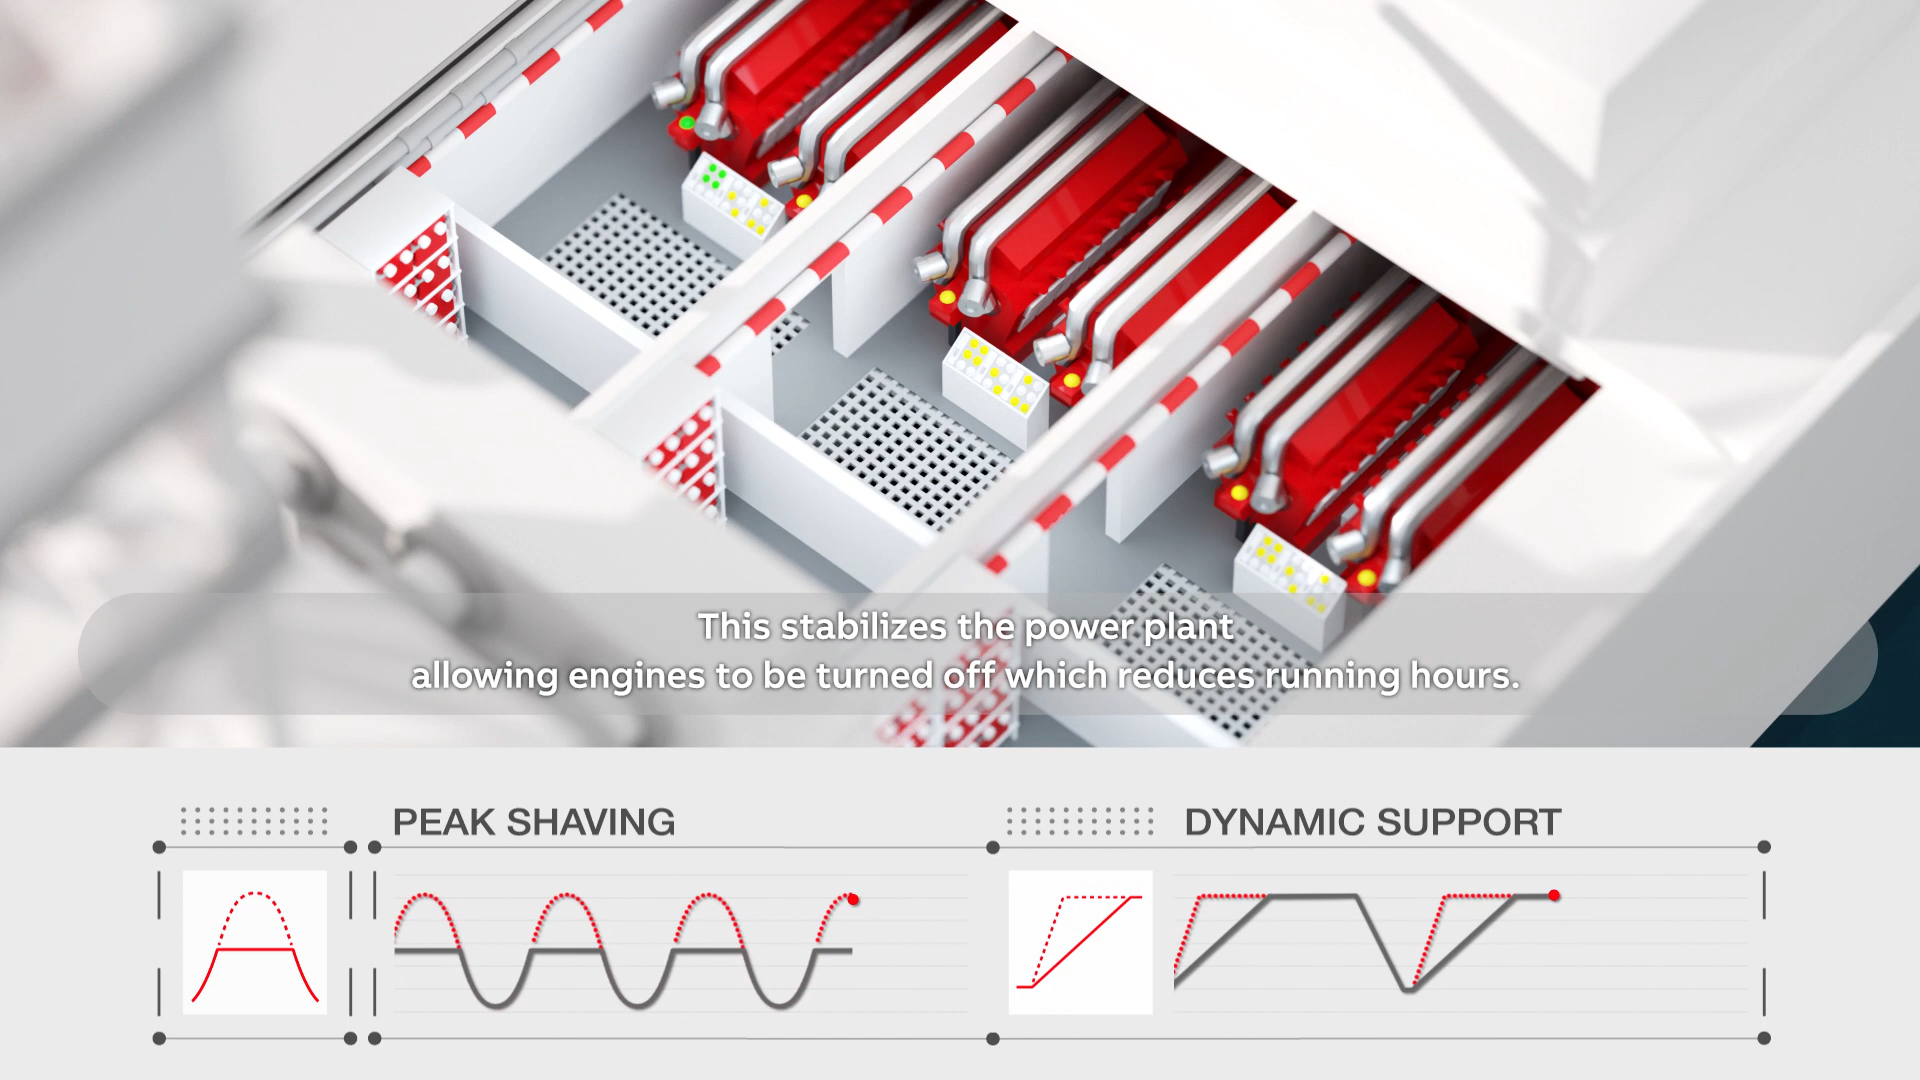 This stabilizes the power plant
allowing engines to be turned off which reduces running hours.
PEAK SHAVING
DYNAMIC SUPPORT